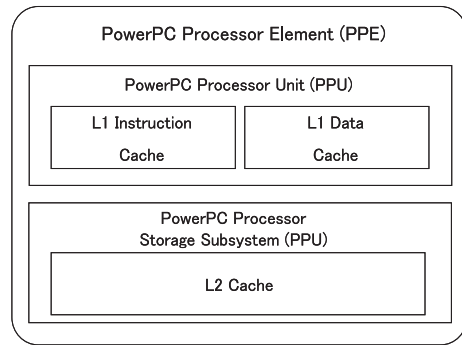 PowerPC Processor Element (PPE)
PowerPC Processor Unit (PPU)
L1 Instruction
Cache
L1 Data
Cache
PowerPC Processor
Storage Subsystem (PPU)
L2 Cache